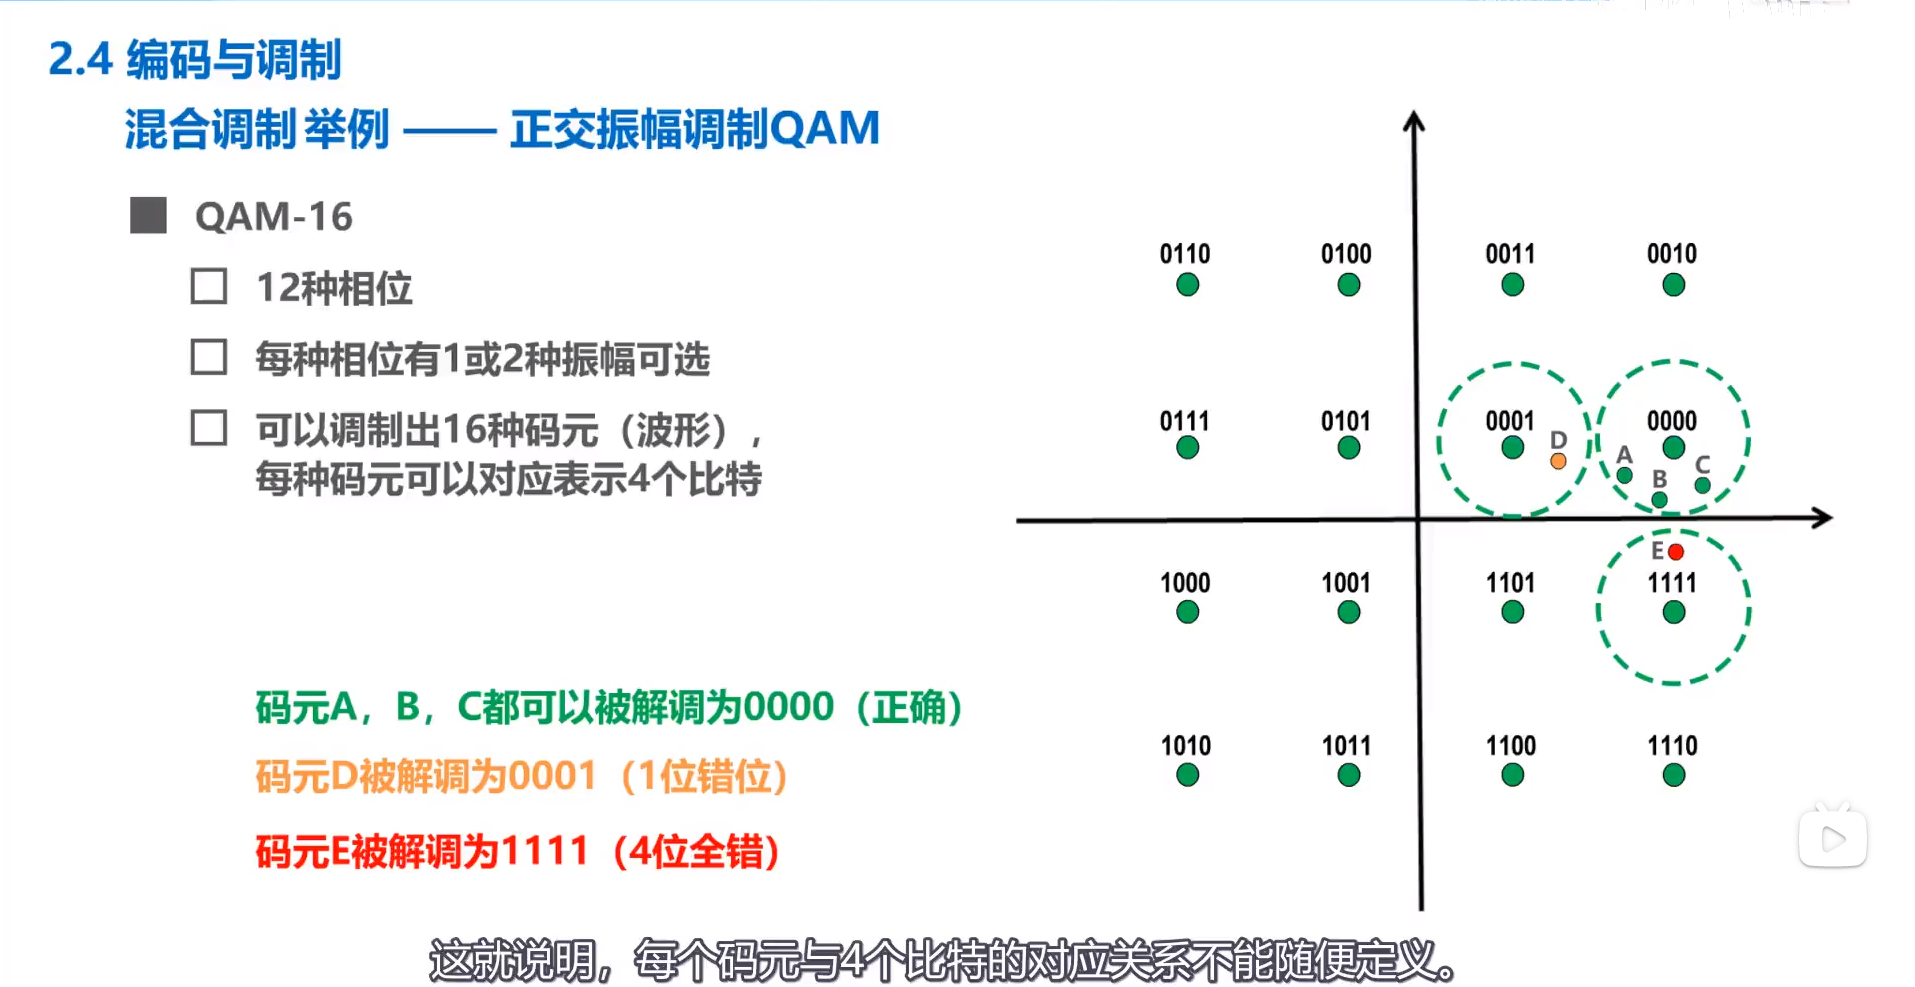 2.4 编码与调制
混合调制 举例 —— 正交振幅调制QAM
QAM-16
12种相位
每种相位有1或2种振幅可选
可以调制出16种码元（波形），
每种码元可以对应表示4个比特
0110 0100 0011 0010
0111 0101 0001 0000
D A B C
E
1000 1001 1101 1111
1010 1011 1100 1110
码元A，B，C都可以被解调为0000（正确）
码元D被解调为0001（1位错位）
码元E被解调为1111（4位全错）
这就说明，每个码元与4个比特的对应关系不能随便定义。